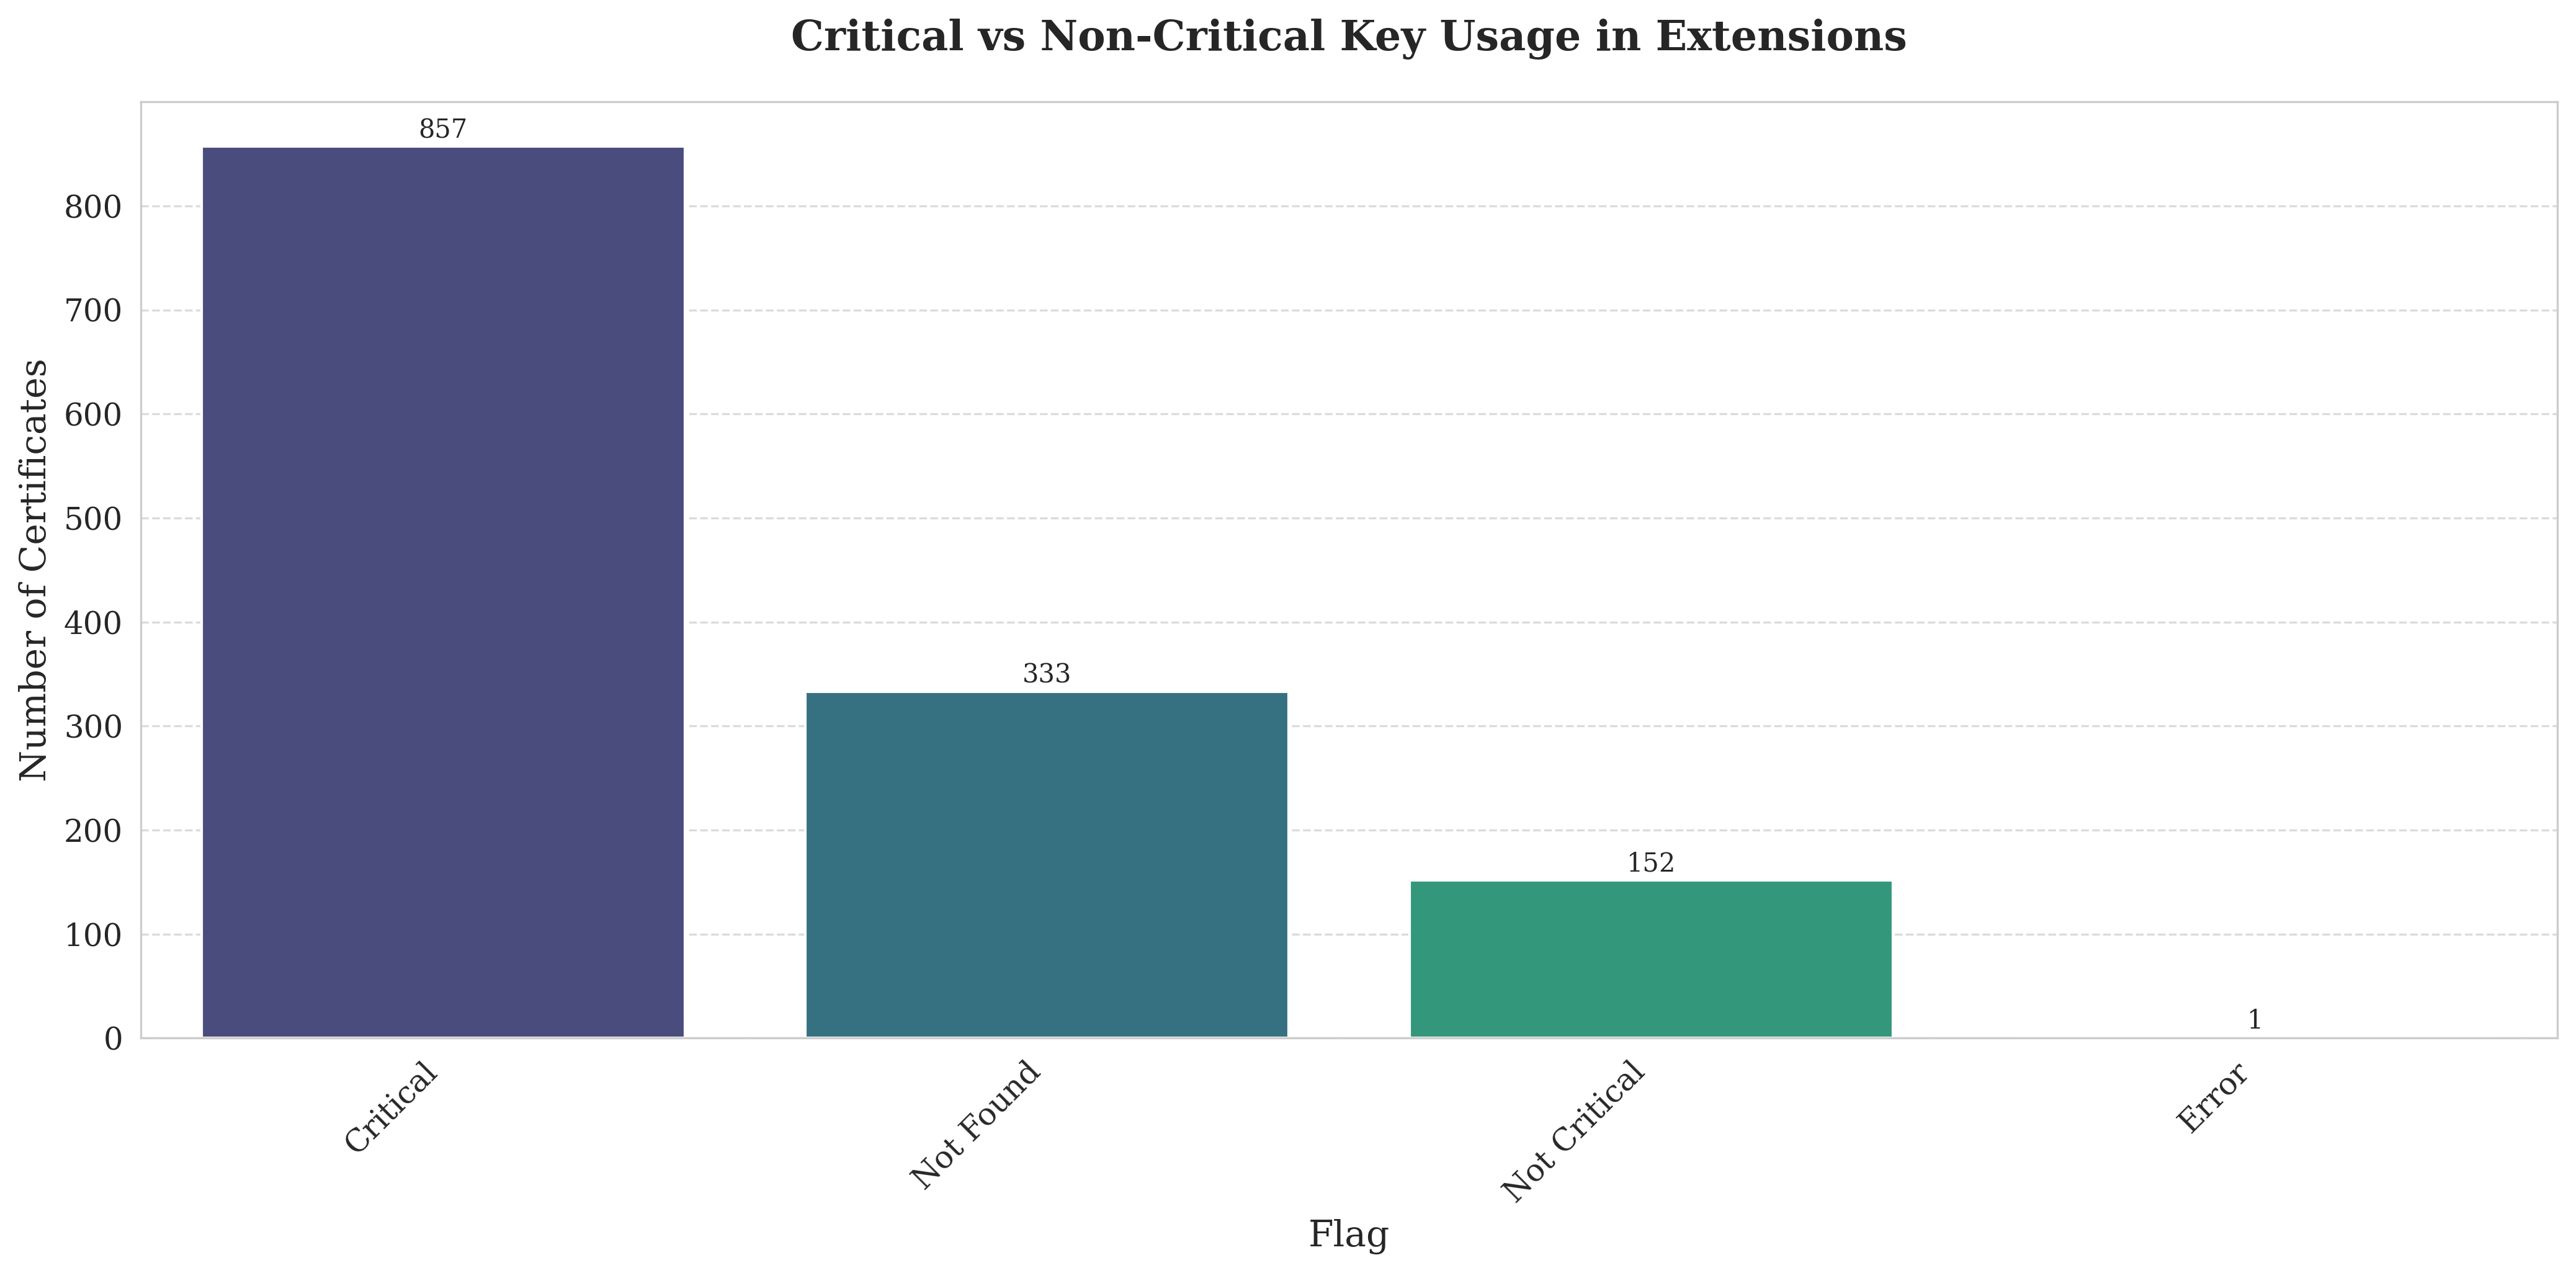 Critical vs Non-Critical Key Usage in Extensions
Number of Certificates
800
700
600
500
400
300
200
100
0
857
333
152
1
Critical
Not Found
Not Critical
Error
Flag